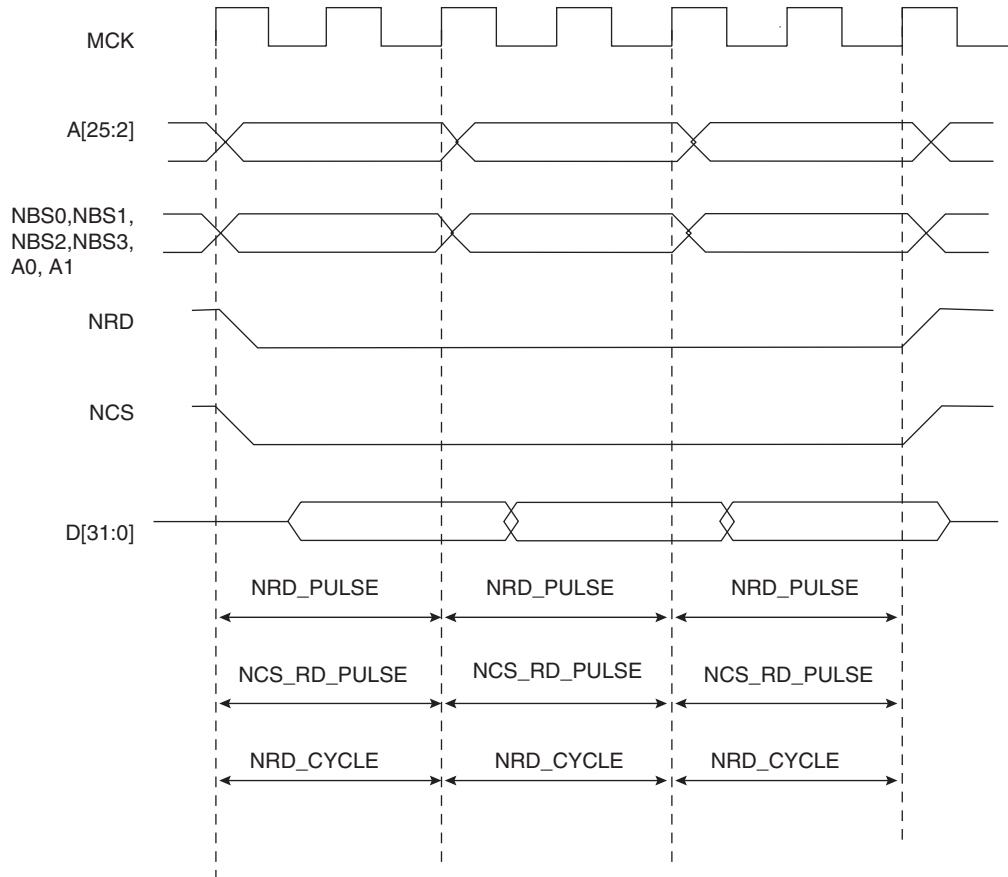 MCK
A[25:2]
NBS0,NBS1,
NBS2,NBS3,
A0, A1
NRD
NCS
D[31:0]
NRD_PULSE NRD_PULSE NRD_PULSE
NCS_RD_PULSE NCS_RD_PULSE NCS_RD_PULSE
NRD_CYCLE NRD_CYCLE NRD_CYCLE